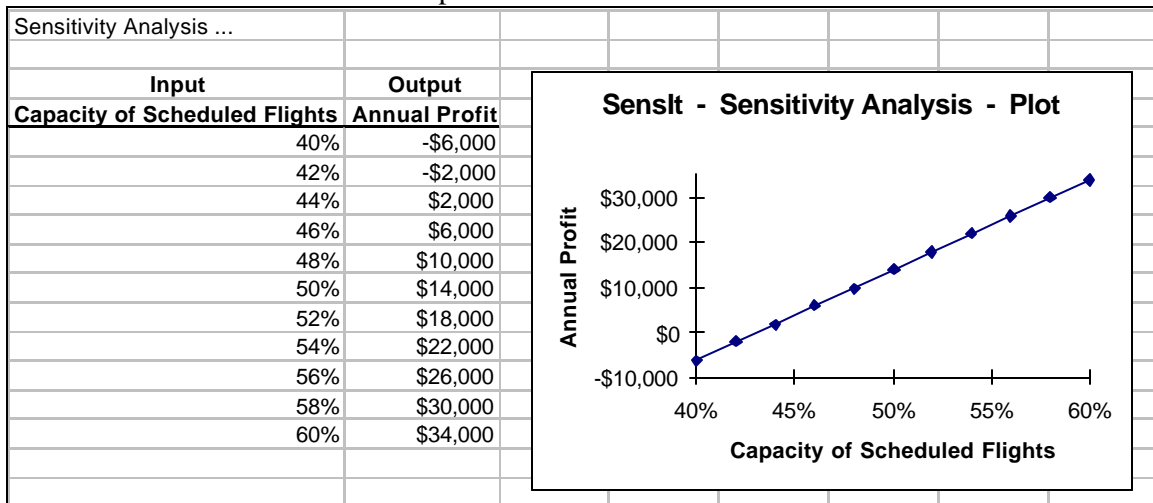 Sensitivity Analysis ...
Input Output
Capacity of Scheduled Flights Annual Profit
40% -$6,000
42% -$2,000
44% $2,000
46% $6,000
48% $10,000
50% $14,000
52% $18,000
54% $22,000
56% $26,000
58% $30,000
60% $34,000
SensIt - Sensitivity Analysis - Plot
Annual Profit
$30,000
$20,000
$10,000
$0
-$10,000
40% 45% 50% 55% 60%
Capacity of Scheduled Flights